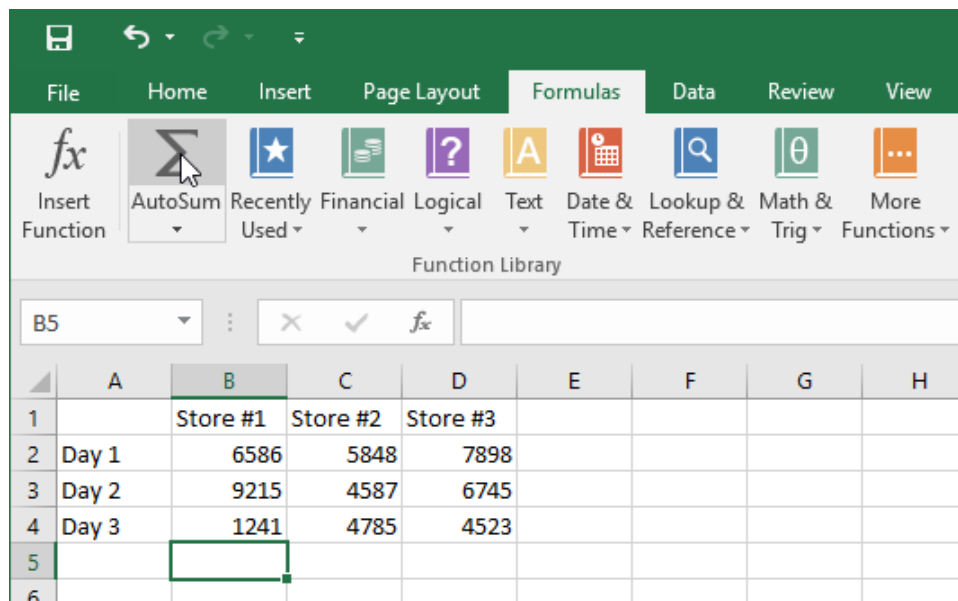 File Home Insert Page Layout Formulas Data Review View
fx Σ ? A θ ...
Insert AutoSum Recently Financial Logical Text Date & Lookup & Math & More
Function Used Time Reference Trig Functions
Function Library
B5 fx
A B C D E F G H
1 Store #1 Store #2 Store #3
2 Day 1 6586 5848 7898
3 Day 2 9215 4587 6745
4 Day 3 1241 4785 4523
5
6